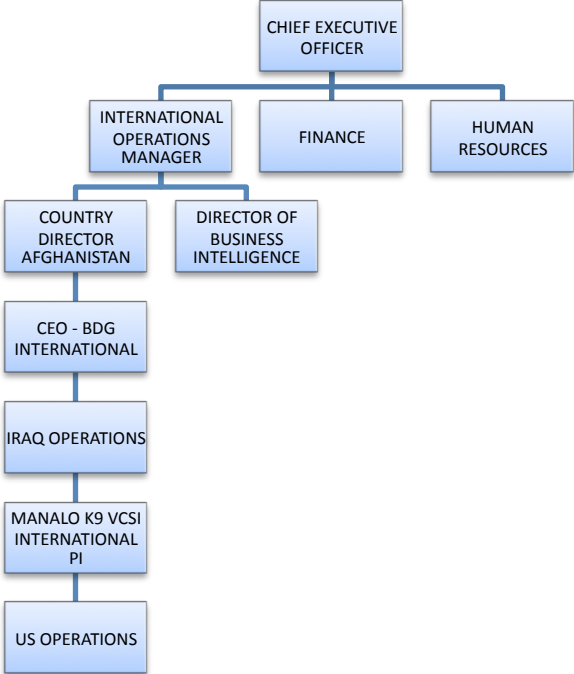 CHIEF EXECUTIVE
OFFICER
INTERNATIONAL
OPERATIONS
MANAGER
FINANCE
HUMAN
RESOURCES
COUNTRY
DIRECTOR
AFGHANISTAN
DIRECTOR OF
BUSINESS
INTELLIGENCE
CEO - BDG
INTERNATIONAL
IRAQ OPERATIONS
MANALO K9 VCSI
INTERNATIONAL
PI
US OPERATIONS